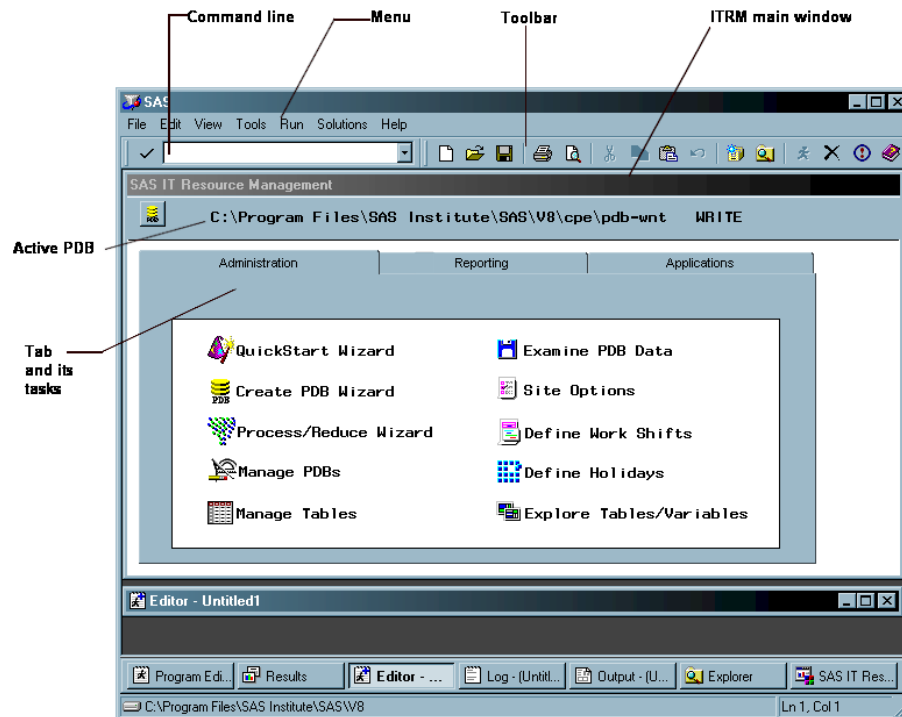 Command line Menu Toolbar ITRM main window
SAS
File Edit View Tools Run Solutions Help
SAS IT Resource Management
PDB C:\Program Files\SAS Institute\SAS\V8\cpe\pdb-wnt WRITE
Active PDB
Administration Reporting Applications
Tab
and its
tasks
QuickStart Wizard Examine PDB Data
PDB Create PDB Wizard Site Options
Process/Reduce Wizard Define Work Shifts
Manage PDBs Define Holidays
Manage Tables Explore Tables/Variables
Editor - Untitled1
Program Edi... Results Editor - ... Log - (Untitl... Output - (U... Explorer SAS IT Res...
C:\Program Files\SAS Institute\SAS\V8 Ln 1, Col 1